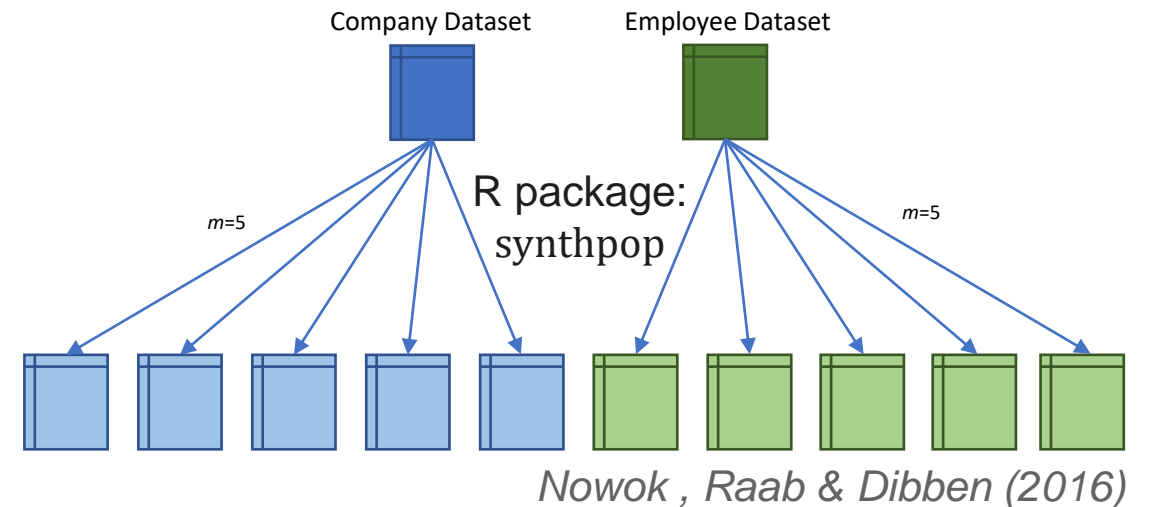 Company Dataset
Employee Dataset
R package:
synthpop
m=5
m=5
Nowok , Raab & Dibben (2016)